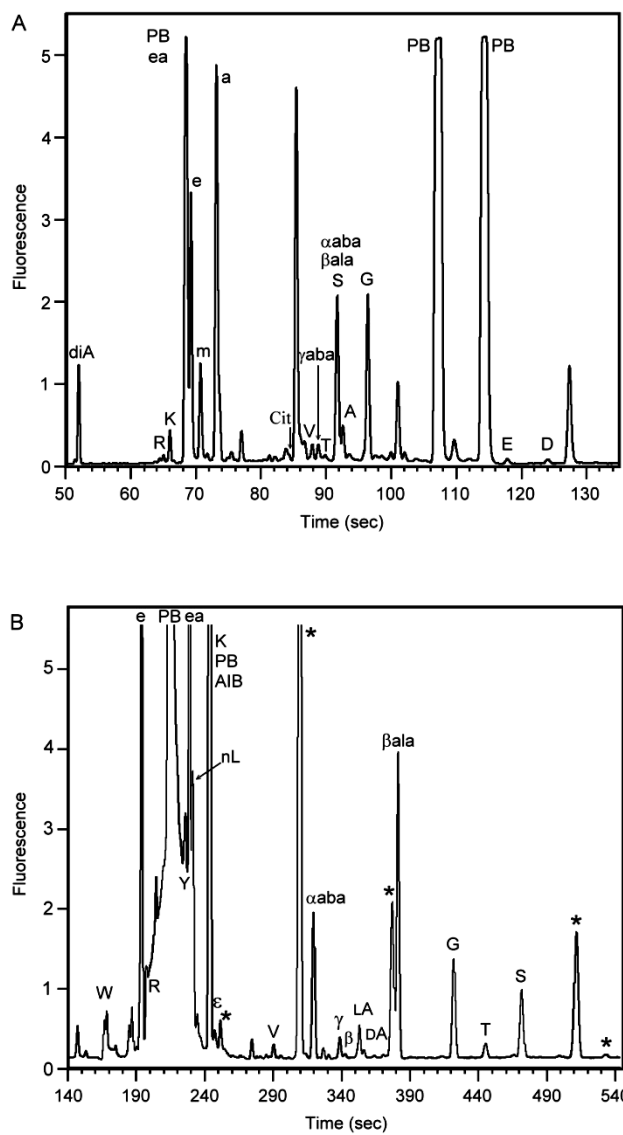 A
PB PB PB
ea
a
e
αaba
βala
S G
diA m γaba
Cit
K V A
R T E D
Fluorescence
5
4
3
2
1
0
50 60 70 80 90 100 110 120 130
Time (sec)
B
e PB ea
K *
PB
AIB
nL
βala
Y αaba * *
G
W R S
ε * LA
γ
V β DA T *
Fluorescence
5
4
3
2
1
0
140 190 240 290 340 390 440 490 540
Time (sec)